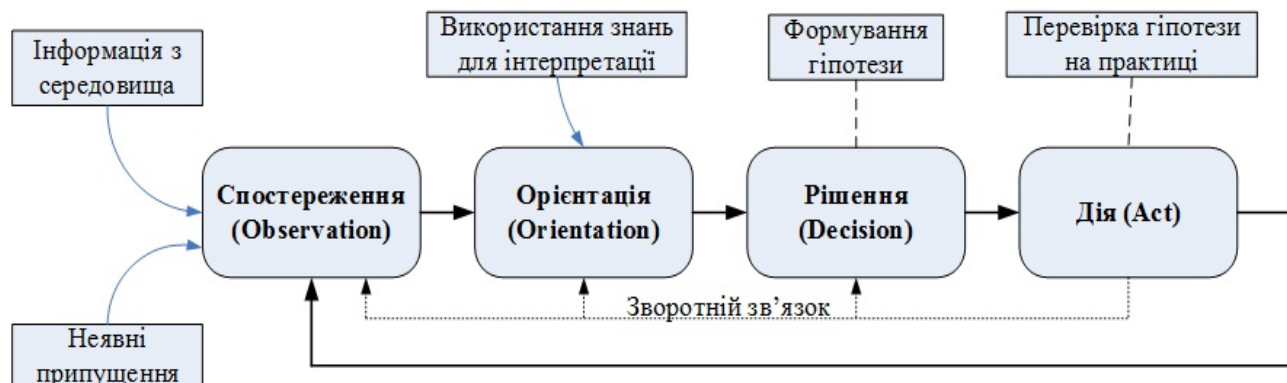 Інформація з
середовища
Використання знань
для інтерпретації
Формування
гіпотези
Перевірка гіпотези
на практиці
Спостереження
(Observation)
Орієнтація
(Orientation)
Рішення
(Decision)
Дія (Act)
Зворотній зв’язок
Неявні
припущення